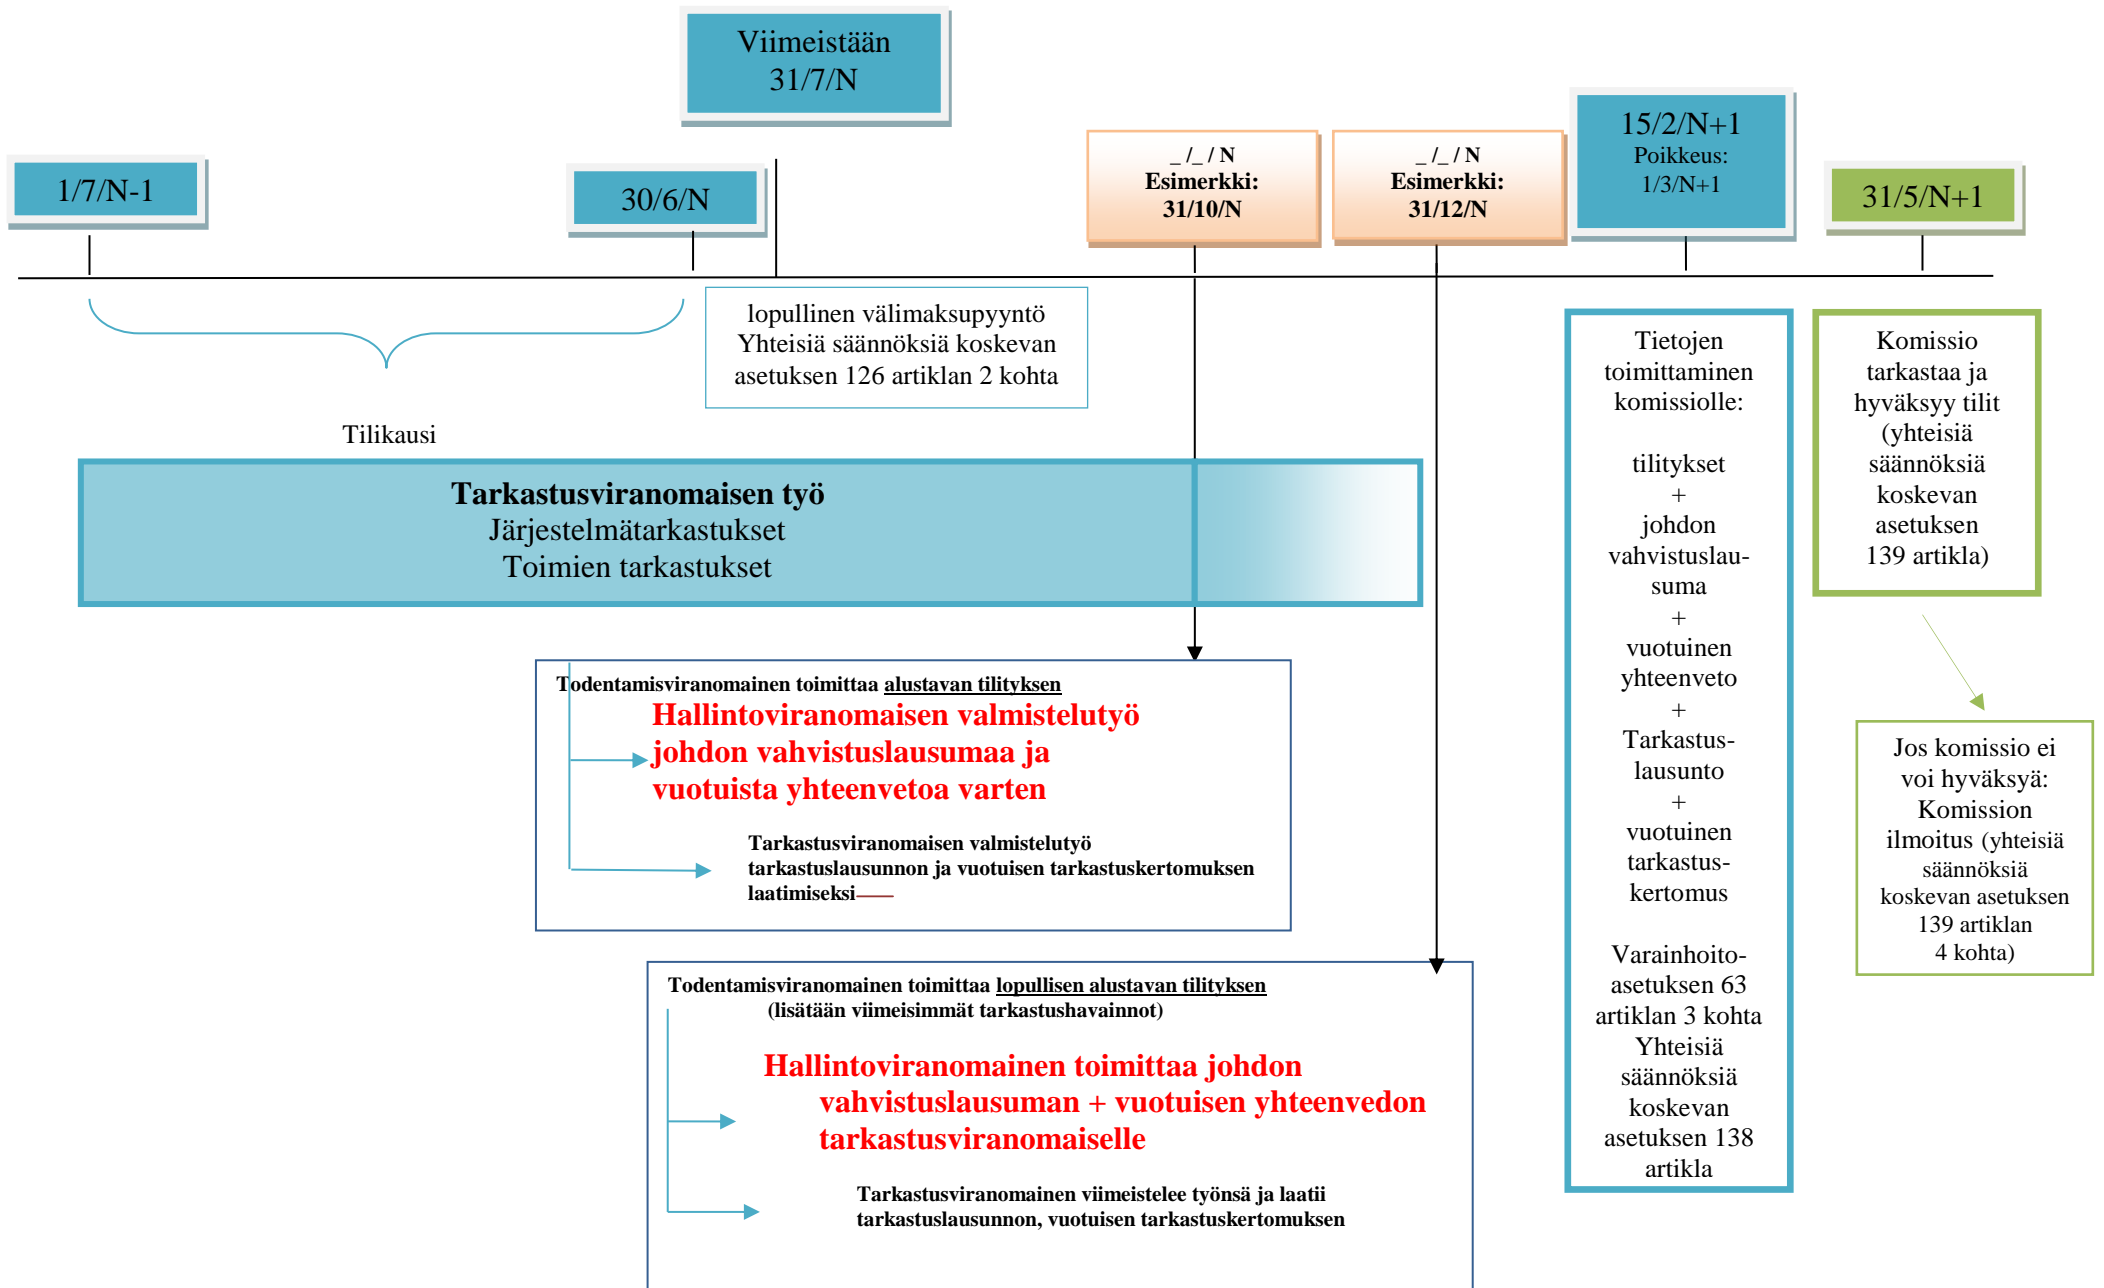 Viimeistään
31/7/N
1/7/N-1
30/6/N
_ /_ / N
Esimerkki:
31/10/N
_ /_ / N
Esimerkki:
31/12/N
15/2/N+1
Poikkeus:
1/3/N+1
31/5/N+1
lopullinen välimaksupyyntö
Yhteisiä säännöksiä koskevan
asetuksen 126 artiklan 2 kohta
Tilikausi
Tarkastusviranomaisen työ
Järjestelmätarkastukset
Toimien tarkastukset
Todentamisviranomainen toimittaa alustavan tilityksen
Hallintoviranomaisen valmistelutyö
johdon vahvistuslausumaa ja
vuotuista yhteenvetoa varten
Tarkastusviranomaisen valmistelutyö
tarkastuslausunnon ja vuotuisen tarkastuskertomuksen
laatimiseksi
Todentamisviranomainen toimittaa lopullisen alustavan tilityksen
(lisätään viimeisimmät tarkastushavainnot)
Hallintoviranomainen toimittaa johdon
vahvistuslausuman + vuotuisen yhteenvedon
tarkastusviranomaiselle
Tarkastusviranomainen viimeistelee työnsä ja laatii
tarkastuslausunnon, vuotuisen tarkastuskertomuksen
Tietojen
toimittaminen
komissiolle:
tilitykset
+
johdon
vahvistuslau-
suma
+
vuotuinen
yhteenveto
+
Tarkastus-
lausunto
+
vuotuinen
tarkastus-
kertomus
Varainhoito-
asetuksen 63
artiklan 3 kohta
Yhteisiä
säännöksiä
koskevan
asetuksen 138
artikla
Komissio
tarkastaa ja
hyväksyy tilit
(yhteisiä
säännöksiä
koskevan
asetuksen
139 artikla)
Jos komissio ei
voi hyväksyä:
Komission
ilmoitus (yhteisiä
säännöksiä
koskevan asetuksen
139 artiklan
4 kohta)